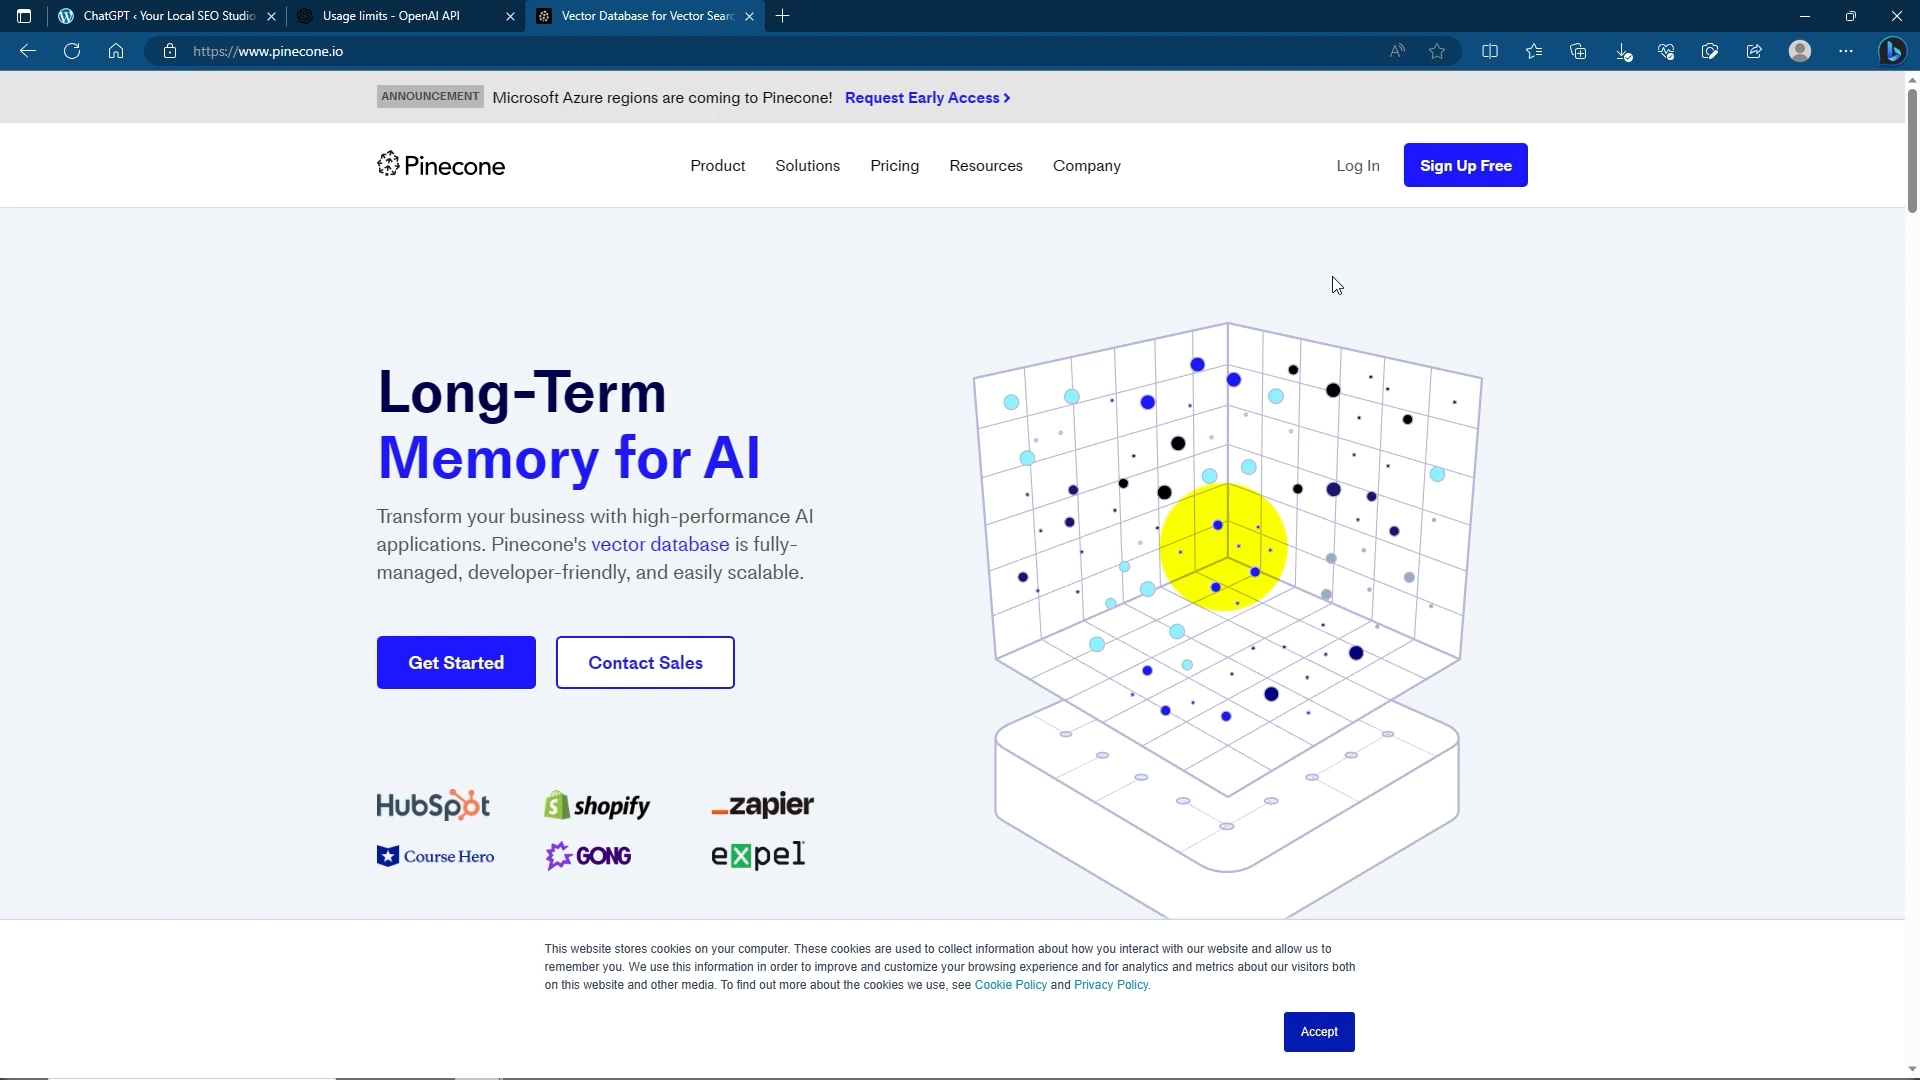 ChatGPT ‹ Your Local SEO Studio
Usage limits - OpenAI API
Vector Database for Vector Searc
https://www.pinecone.io
ANNOUNCEMENT Microsoft Azure regions are coming to Pinecone! Request Early Access >
Pinecone
Product Solutions Pricing Resources Company
Log In Sign Up Free
Long-Term
Memory for AI
Transform your business with high-performance AI
applications. Pinecone's vector database is fully-
managed, developer-friendly, and easily scalable.
Get Started Contact Sales
HubSpot shopify zapier
Course Hero GONG expel
This website stores cookies on your computer. These cookies are used to collect information about how you interact with our website and allow us to
remember you. We use this information in order to improve and customize your browsing experience and for analytics and metrics about our visitors both
on this website and other media. To find out more about the cookies we use, see Cookie Policy and Privacy Policy.
Accept